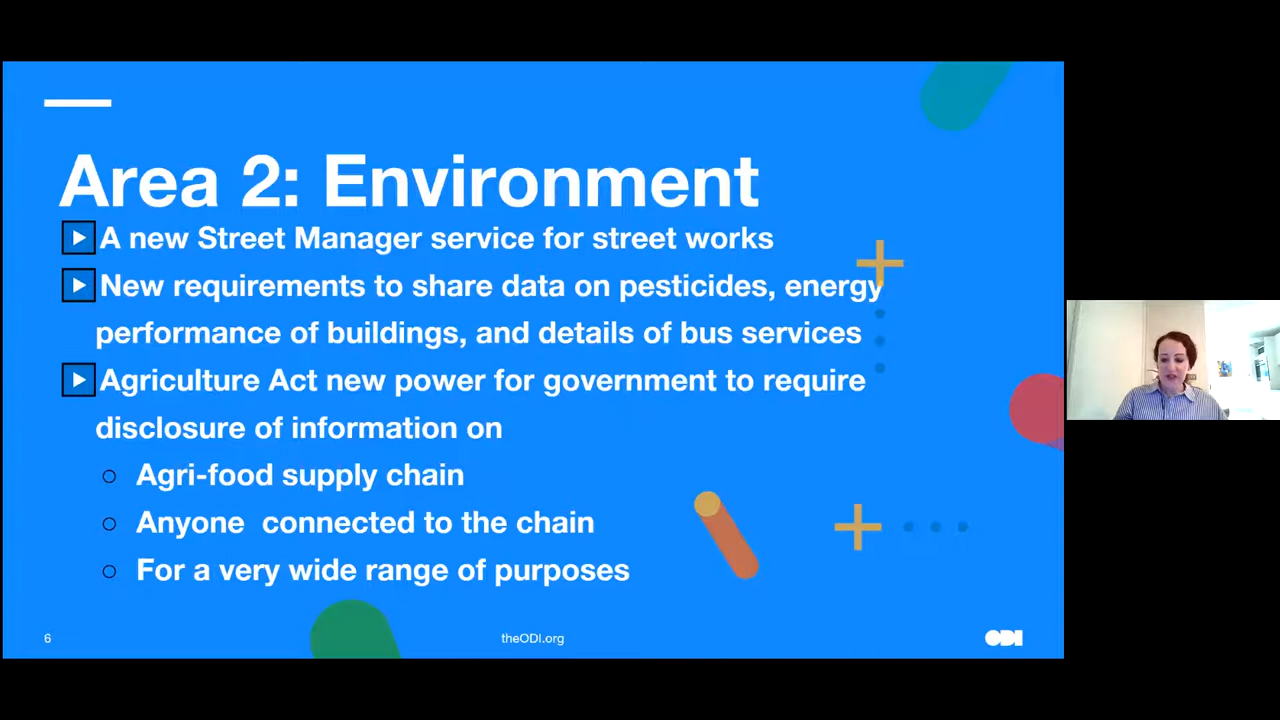 Area 2: Environment
A new Street Manager service for street works
New requirements to share data on pesticides, energy
performance of buildings, and details of bus services
Agriculture Act new power for government to require
disclosure of information on
Agri-food supply chain
Anyone connected to the chain
For a very wide range of purposes
6
theODI.org
ODI